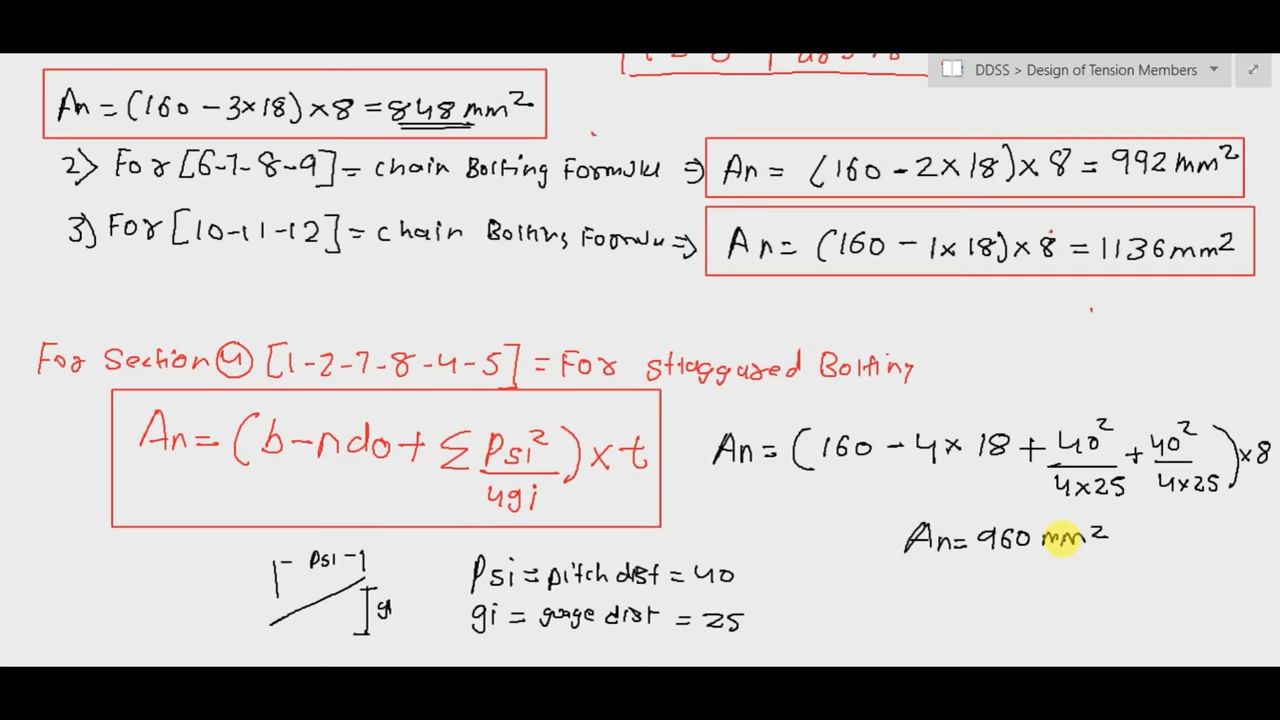 DDSS > Design of Tension Members
An = (160 - 3×18) × 8 = 848 mm²
2) For [6-7-8-9] = chain Bolting Formula ⇒ An = (160 - 2×18) × 8 = 992 mm²
3) For [10-11-12] = chain Bolting Formula ⇒ An = (160 - 1×18) × 8 = 1136 mm²
For Section ④ [1-2-7-8-4-5] = For Staggared Bolting
An = (b - ndo + Σ Psi²/4gi) × t
An = (160 - 4×18 + 40²/4×25 + 40²/4×25) × 8
An = 960 mm²
Psi
gi
Psi = pitch dist = 40
gi = gauge dist = 25